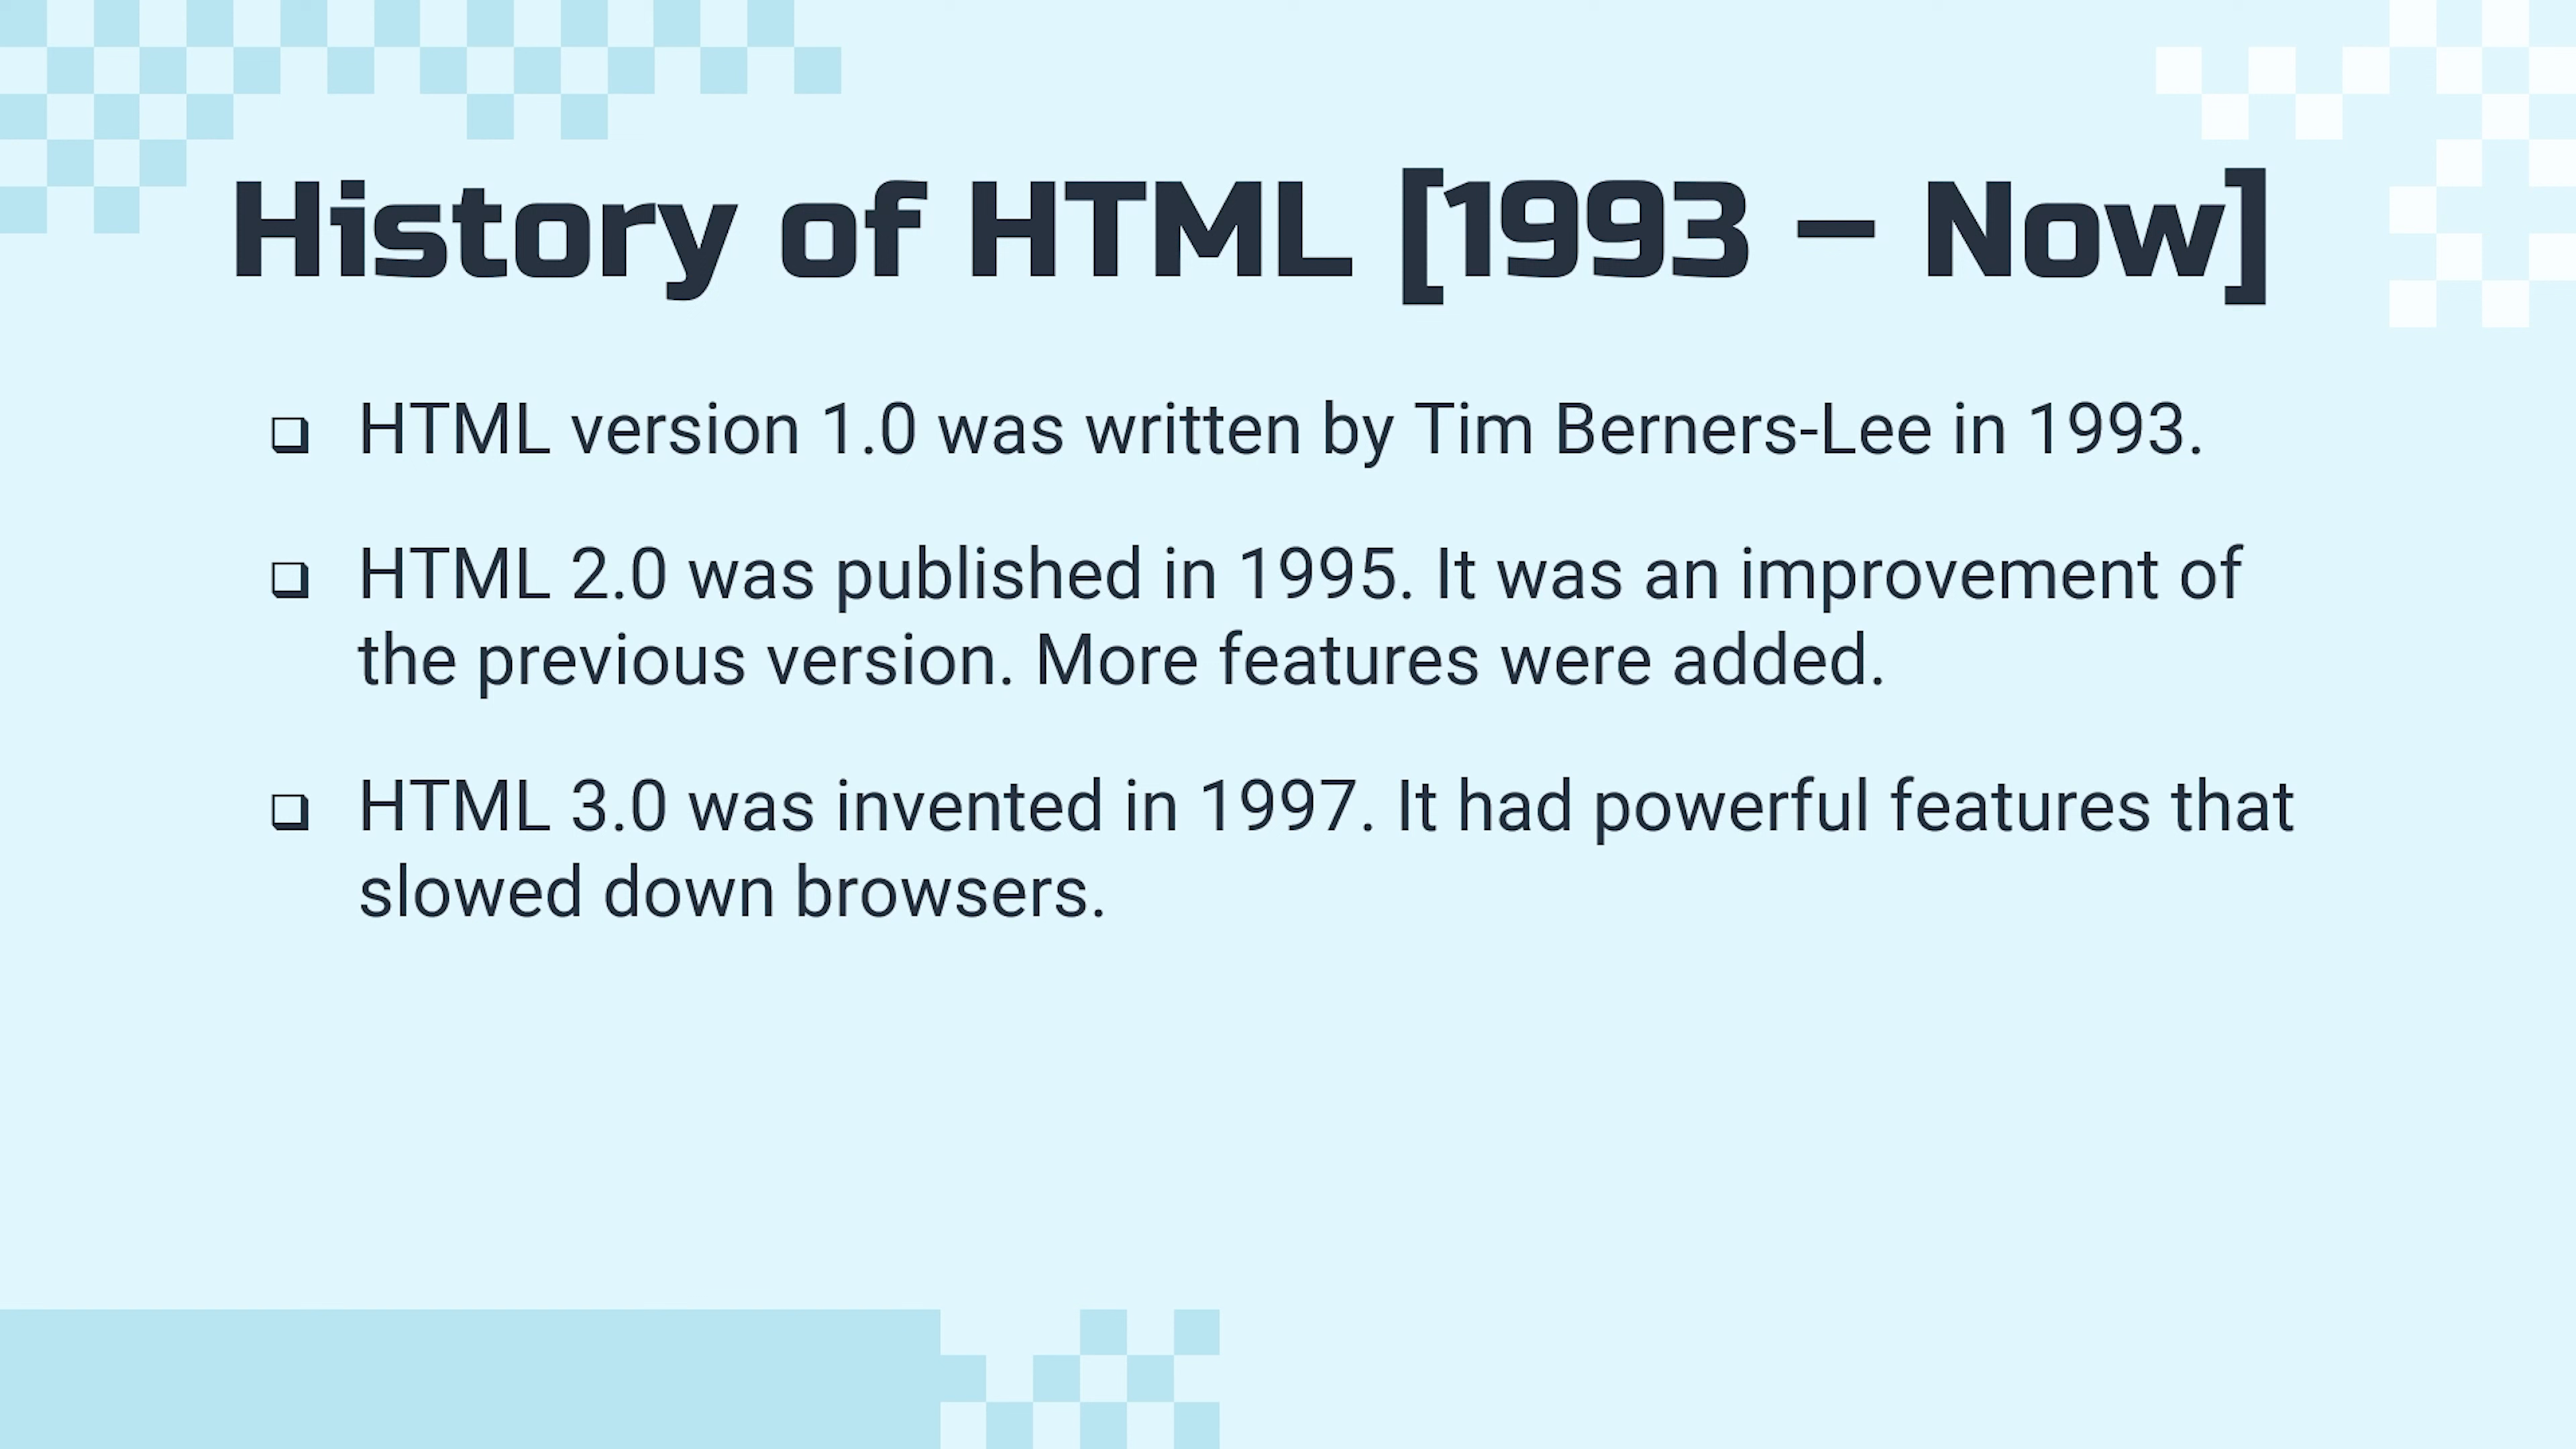 History of HTML [1993 – Now]
❑ HTML version 1.0 was written by Tim Berners-Lee in 1993.
❑ HTML 2.0 was published in 1995. It was an improvement of
the previous version. More features were added.
❑ HTML 3.0 was invented in 1997. It had powerful features that
slowed down browsers.